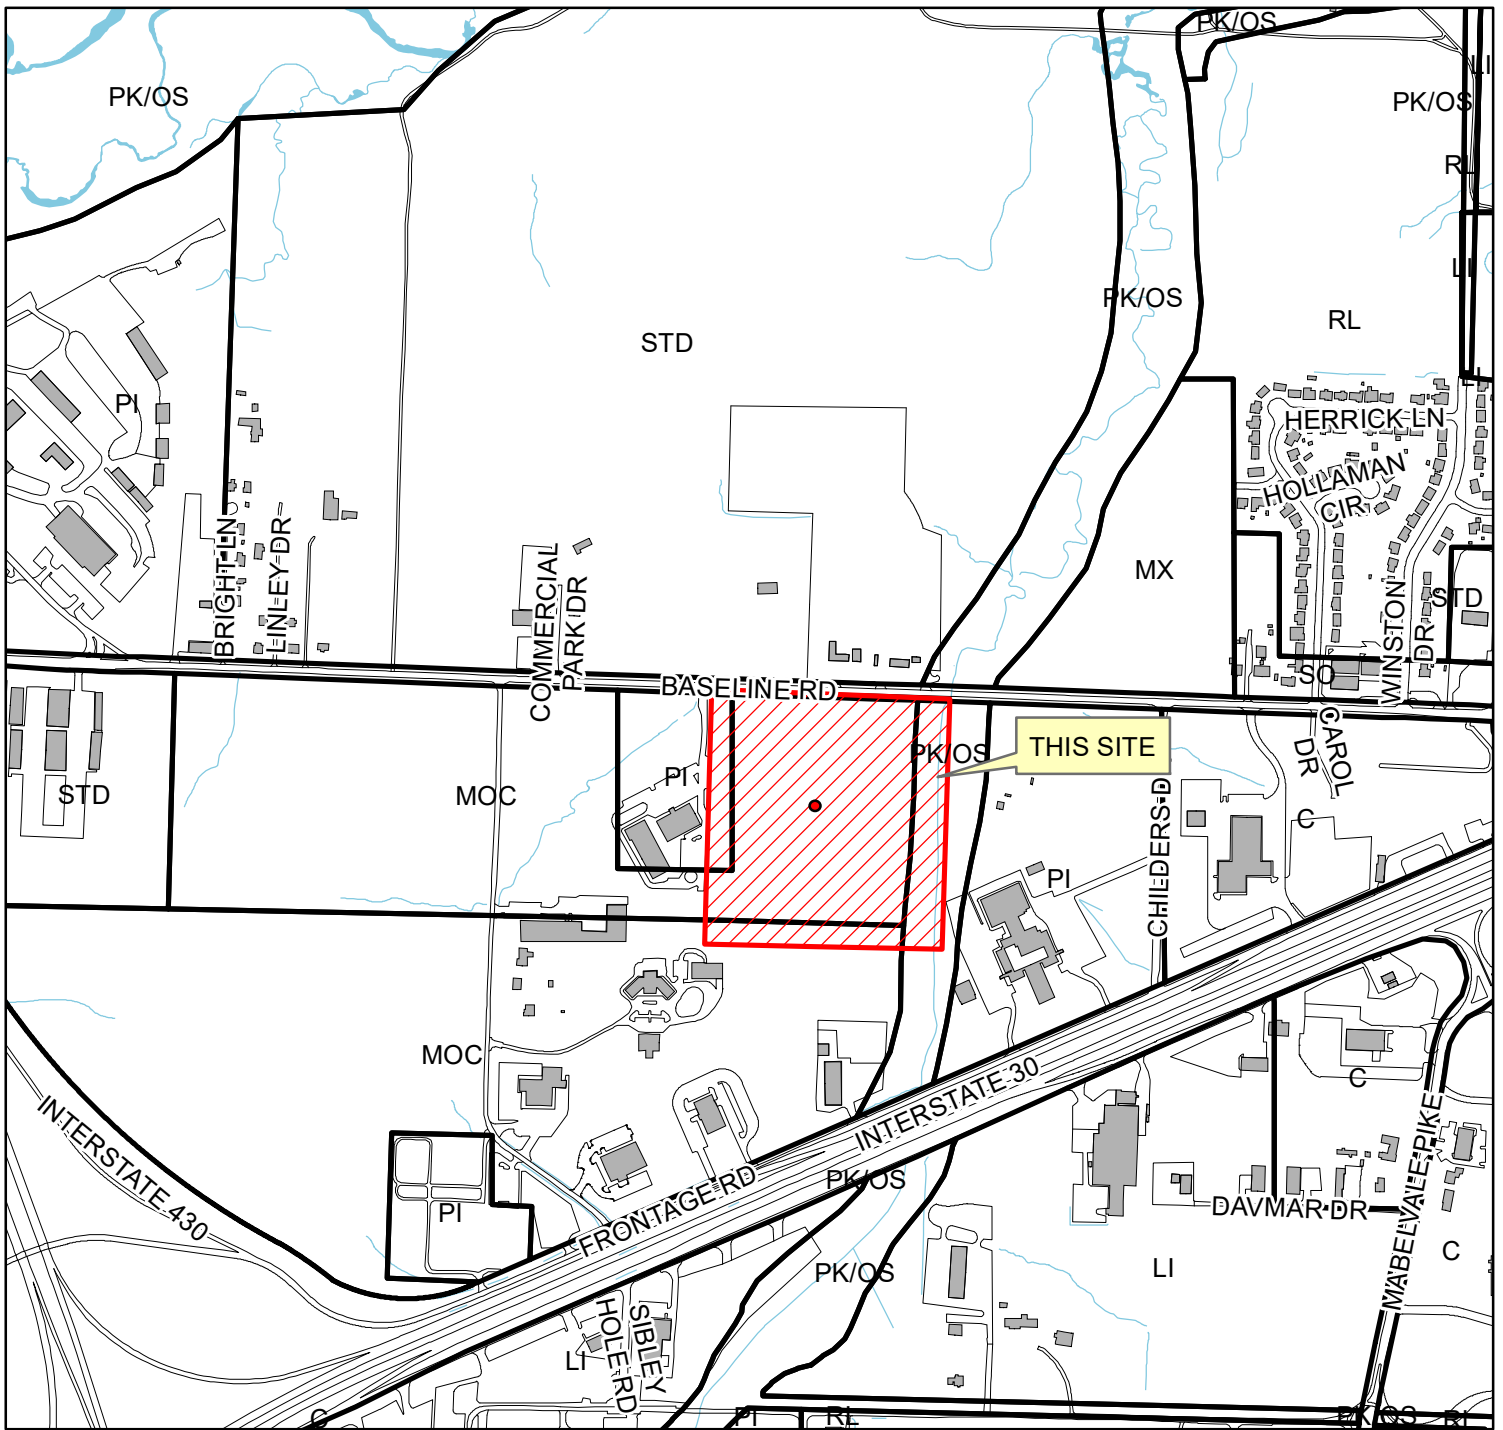 PK/OS
LI
PK/OS
PK/OS
RL
LI
PK/OS
RL
STD
LI
PI
HERRICK LN
HOLLAMAN
CIR
MX
BRIGHT LN
LINLEY DR
COMMERCIAL
PARK DR
WINSTON
DR
STD
SO
BASELINE RD
CAROL
DR
PK/OS
THIS SITE
PI
STD
MOC
C
CHILDERS D
PI
MOC
INTERSTATE 30
C
INTERSTATE 430
FRONTAGE RD
PK/OS
MABELVALE PIKE
DAVMAR DR
PI
PK/OS
LI
C
SIBLEY
HOLE RD
LI
C
PI
RL
PK/OS
RL